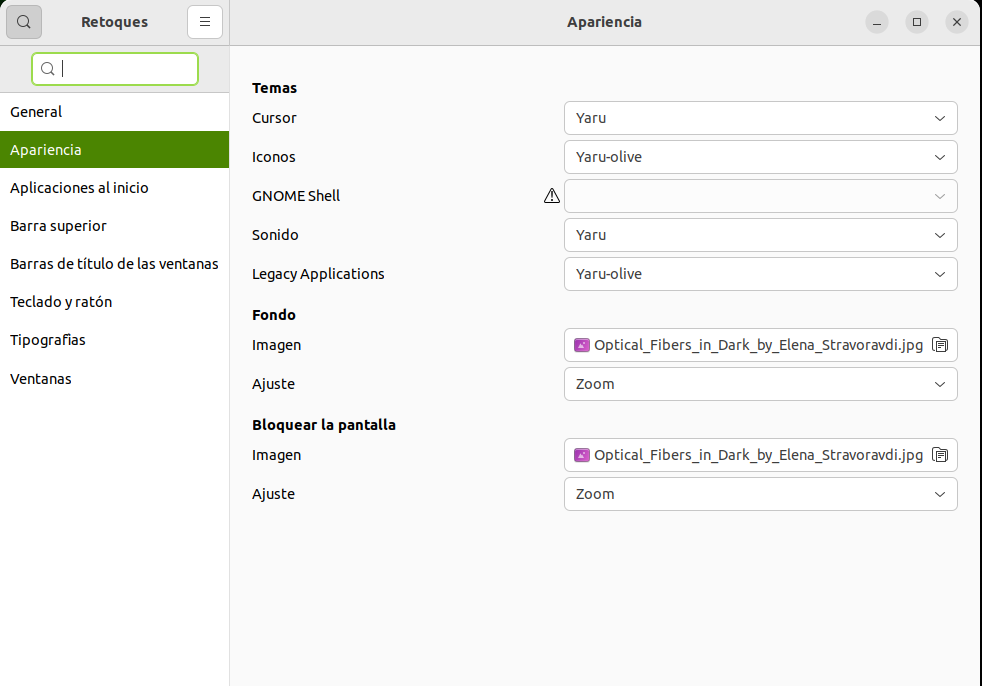 Retoques
Apariencia
General
Apariencia
Aplicaciones al inicio
Barra superior
Barras de título de las ventanas
Teclado y ratón
Tipografías
Ventanas
Temas
Cursor
Yaru
Iconos
Yaru-olive
GNOME Shell
Sonido
Yaru
Legacy Applications
Yaru-olive
Fondo
Imagen
Optical_Fibers_in_Dark_by_Elena_Stravoravdi.jpg
Ajuste
Zoom
Bloquear la pantalla
Imagen
Optical_Fibers_in_Dark_by_Elena_Stravoravdi.jpg
Ajuste
Zoom